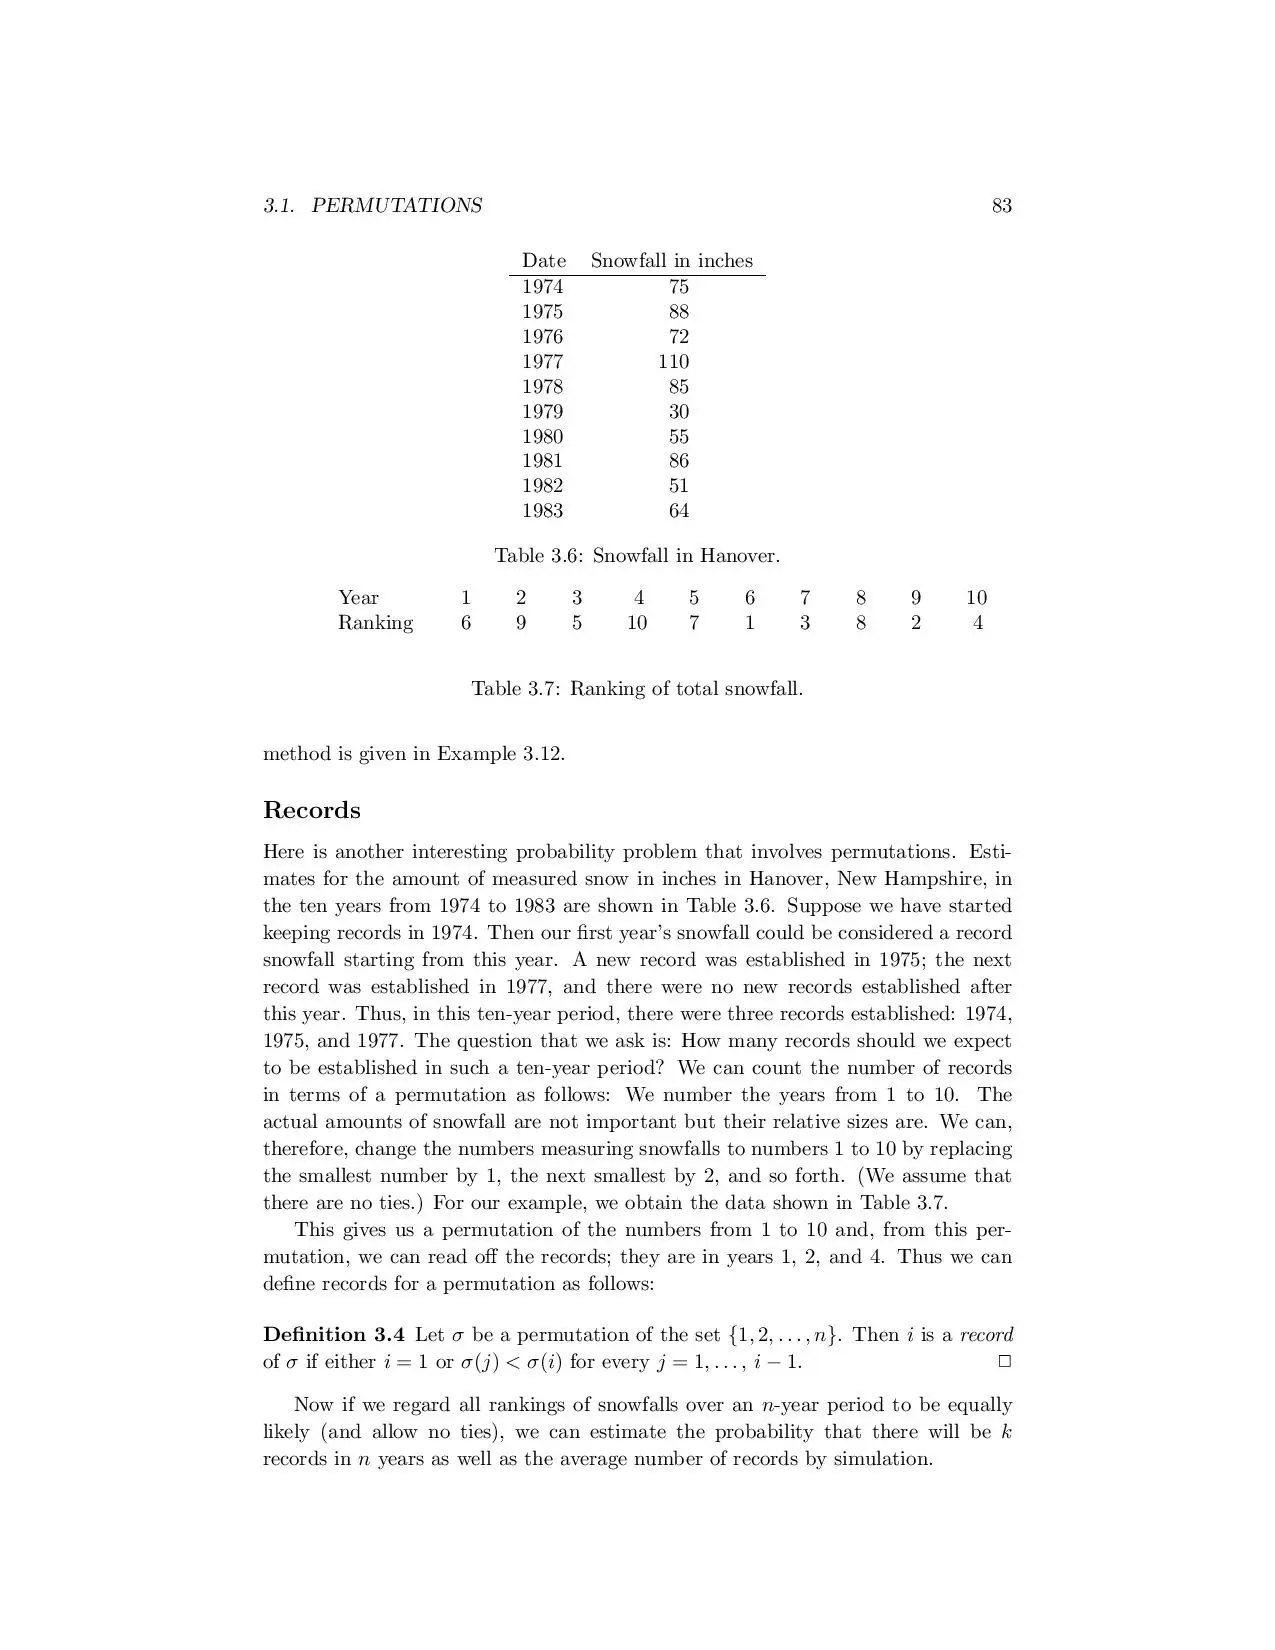 3.1. PERMUTATIONS 83
Date Snowfall in inches
1974 75
1975 88
1976 72
1977 110
1978 85
1979 30
1980 55
1981 86
1982 51
1983 64
Table 3.6: Snowfall in Hanover.
Year 1 2 3 4 5 6 7 8 9 10
Ranking 6 9 5 10 7 1 3 8 2 4
Table 3.7: Ranking of total snowfall.
method is given in Example 3.12.
Records
Here is another interesting probability problem that involves permutations. Esti-
mates for the amount of measured snow in inches in Hanover, New Hampshire, in
the ten years from 1974 to 1983 are shown in Table 3.6. Suppose we have started
keeping records in 1974. Then our first year's snowfall could be considered a record
snowfall starting from this year. A new record was established in 1975; the next
record was established in 1977, and there were no new records established after
this year. Thus, in this ten-year period, there were three records established: 1974,
1975, and 1977. The question that we ask is: How many records should we expect
to be established in such a ten-year period? We can count the number of records
in terms of a permutation as follows: We number the years from 1 to 10. The
actual amounts of snowfall are not important but their relative sizes are. We can,
therefore, change the numbers measuring snowfalls to numbers 1 to 10 by replacing
the smallest number by 1, the next smallest by 2, and so forth. (We assume that
there are no ties.) For our example, we obtain the data shown in Table 3.7.
This gives us a permutation of the numbers from 1 to 10 and, from this per-
mutation, we can read off the records; they are in years 1, 2, and 4. Thus we can
define records for a permutation as follows:
Definition 3.4 Let σ be a permutation of the set {1, 2, . . . , n}. Then i is a record
of σ if either i = 1 or σ(j) < σ(i) for every j = 1, . . . , i − 1. □
Now if we regard all rankings of snowfalls over an n-year period to be equally
likely (and allow no ties), we can estimate the probability that there will be k
records in n years as well as the average number of records by simulation.